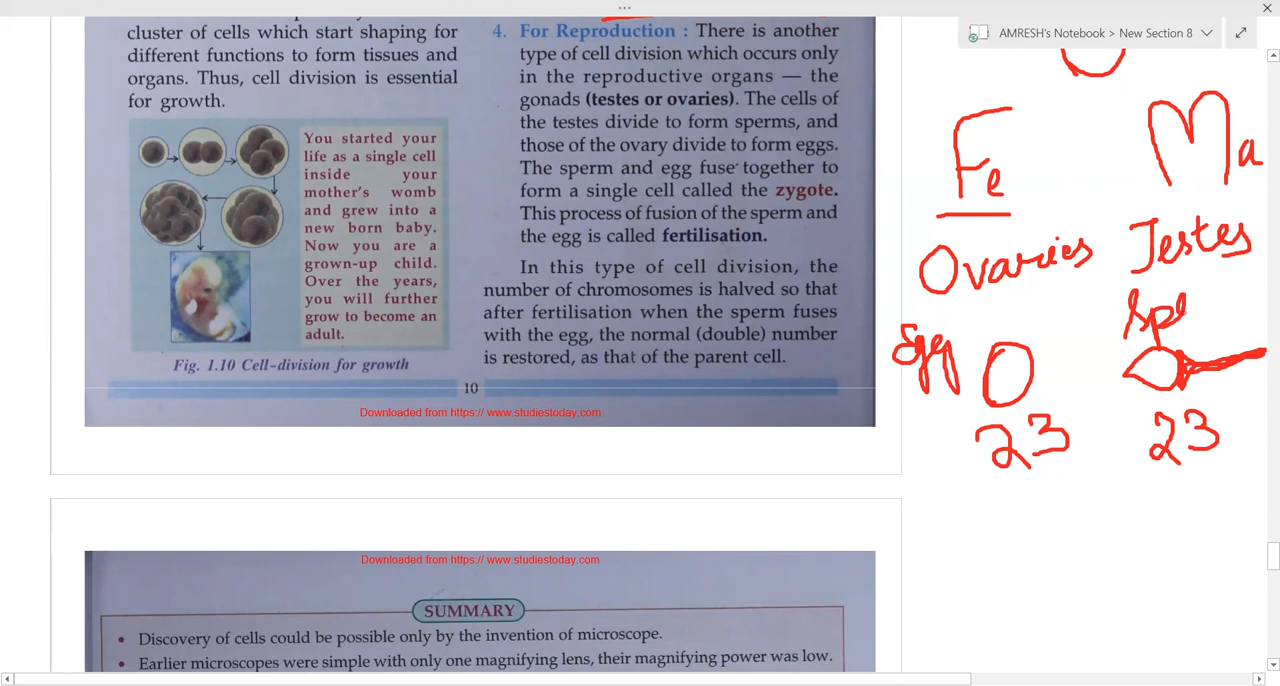 AMRESH's Notebook > New Section 8
cluster of cells which start shaping for
different functions to form tissues and
organs. Thus, cell division is essential
for growth.
You started your
life as a single cell
inside your
mother's womb
and grew into a
new born baby.
Now you are a
grown-up child.
Over the years,
you will further
grow to become an
adult.
Fig. 1.10 Cell-division for growth
4. For Reproduction : There is another
type of cell division which occurs only
in the reproductive organs — the
gonads (testes or ovaries). The cells of
the testes divide to form sperms, and
those of the ovary divide to form eggs.
The sperm and egg fuse together to
form a single cell called the zygote.
This process of fusion of the sperm and
the egg is called fertilisation.
In this type of cell division, the
number of chromosomes is halved so that
after fertilisation when the sperm fuses
with the egg, the normal (double) number
is restored, as that of the parent cell.
10
Downloaded from https:// www.studiestoday.com
Fe Ma
Ovaries Testes
Egg Spe
23 23
Downloaded from https:// www.studiestoday.com
SUMMARY
• Discovery of cells could be possible only by the invention of microscope.
• Earlier microscopes were simple with only one magnifying lens, their magnifying power was low.